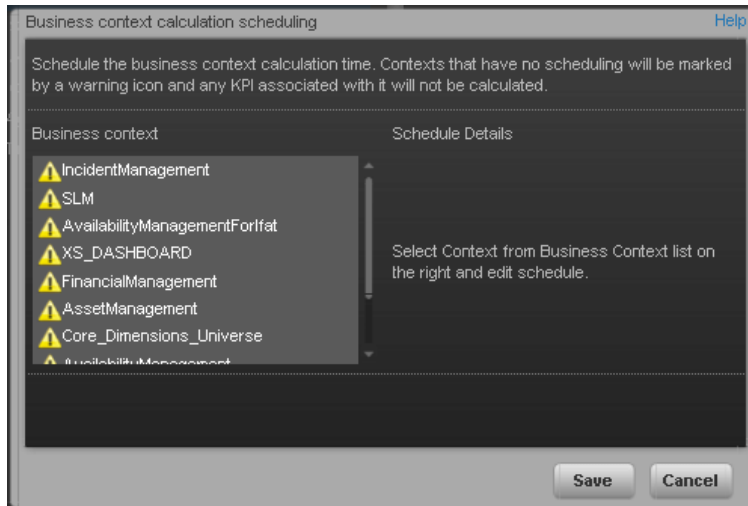 Business context calculation scheduling
Help
Schedule the business context calculation time. Contexts that have no scheduling will be marked
by a warning icon and any KPI associated with it will not be calculated.
Business context
Schedule Details
IncidentManagement
SLM
AvailabilityManagementForIfat
XS_DASHBOARD
FinancialManagement
AssetManagement
Core_Dimensions_Universe
AvailabilityManagement
Select Context from Business Context list on
the right and edit schedule.
Save
Cancel